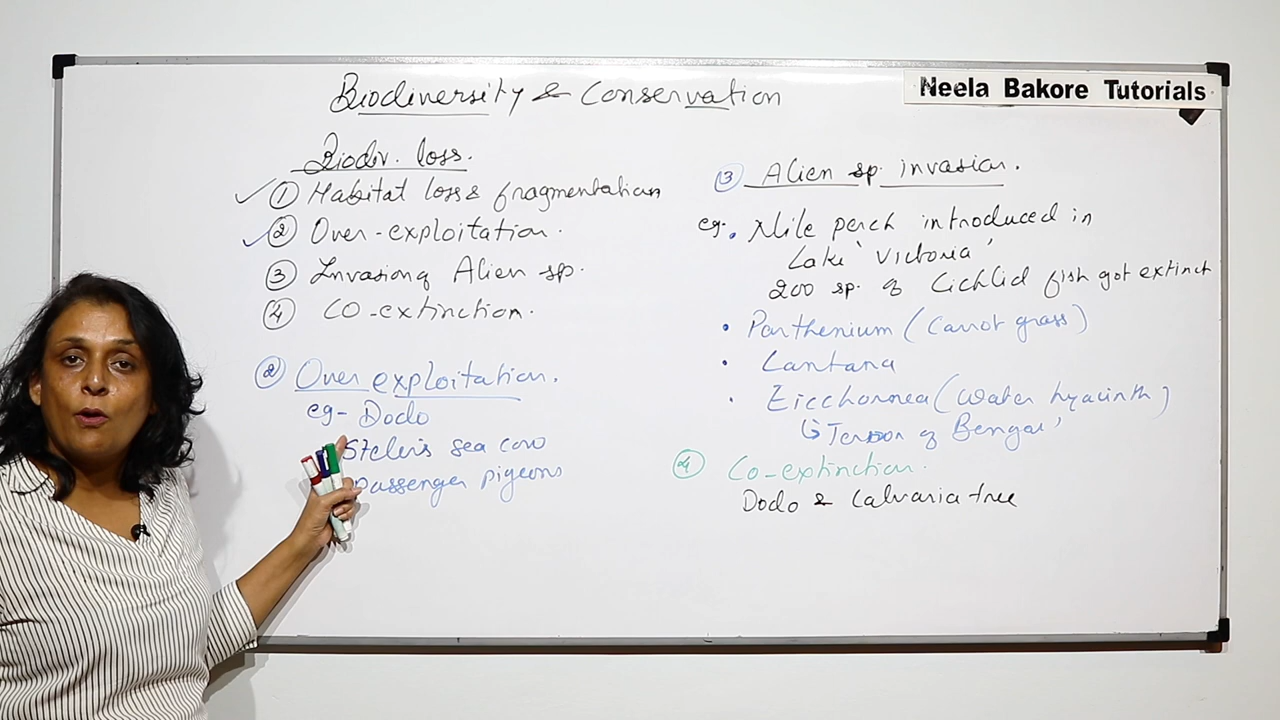 Neela Bakore Tutorials
Biodiversity & Conservation
Biodiv. loss.
① Habitat loss & fragmentation
② Over-exploitation.
③ Invasion of Alien sp.
④ Co-extinction.
② Over exploitation.
eg- Dodo
Steler's sea cow
passenger pigeons
③ Alien sp. invasion.
eg. • Nile perch introduced in
Lake 'Victoria'
200 sp. of Cichlid fish got extinct
• Parthenium (Carrot grass)
• Lantana
• Eicchornea (Water hyacinth)
↳ Terror of Bengal'
④ Co-extinction.
Dodo & Calvaria tree